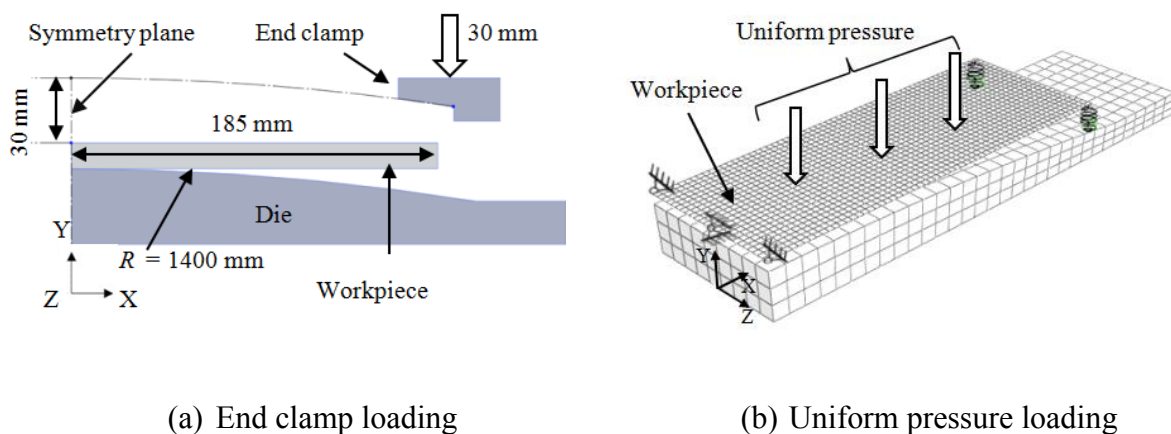 Symmetry plane
End clamp
30 mm
30 mm
185 mm
Die
Y
R = 1400 mm
Z
X
Workpiece
(a) End clamp loading
Uniform pressure
Workpiece
Y
X
Z
(b) Uniform pressure loading